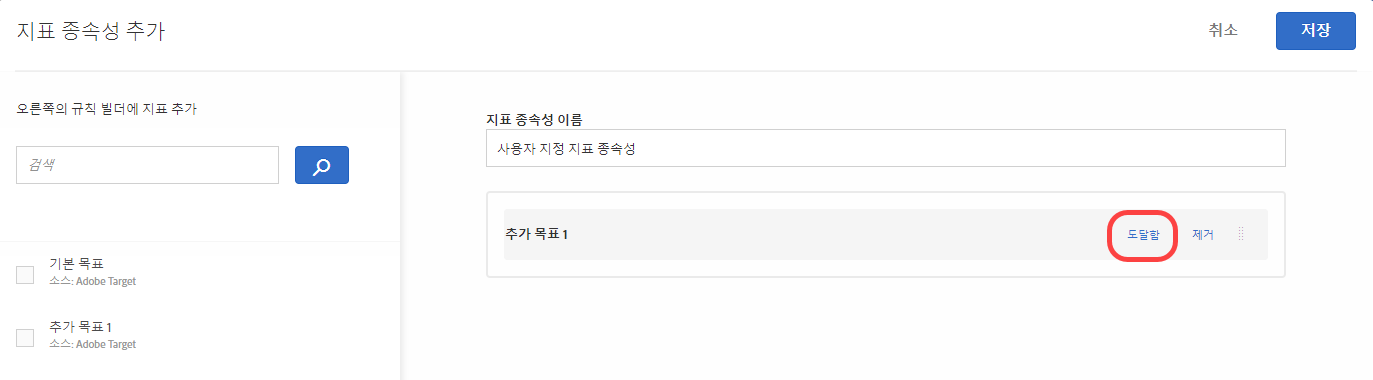 지표 종속성 추가
취소
저장
오른쪽의 규칙 빌더에 지표 추가
검색
기본 목표
소스: Adobe Target
추가 목표 1
소스: Adobe Target
지표 종속성 이름
사용자 지정 지표 종속성
추가 목표 1
도달함
제거